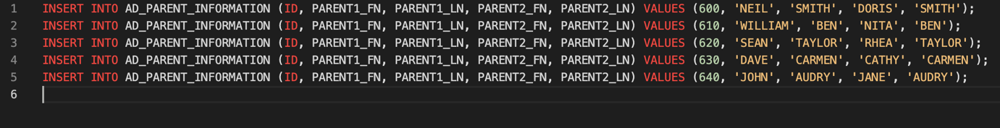 1 INSERT INTO AD_PARENT_INFORMATION (ID, PARENT1_FN, PARENT1_LN, PARENT2_FN, PARENT2_LN) VALUES (600, 'NEIL', 'SMITH', 'DORIS', 'SMITH');
2 INSERT INTO AD_PARENT_INFORMATION (ID, PARENT1_FN, PARENT1_LN, PARENT2_FN, PARENT2_LN) VALUES (610, 'WILLIAM', 'BEN', 'NITA', 'BEN');
3 INSERT INTO AD_PARENT_INFORMATION (ID, PARENT1_FN, PARENT1_LN, PARENT2_FN, PARENT2_LN) VALUES (620, 'SEAN', 'TAYLOR', 'RHEA', 'TAYLOR');
4 INSERT INTO AD_PARENT_INFORMATION (ID, PARENT1_FN, PARENT1_LN, PARENT2_FN, PARENT2_LN) VALUES (630, 'DAVE', 'CARMEN', 'CATHY', 'CARMEN');
5 INSERT INTO AD_PARENT_INFORMATION (ID, PARENT1_FN, PARENT1_LN, PARENT2_FN, PARENT2_LN) VALUES (640, 'JOHN', 'AUDRY', 'JANE', 'AUDRY');
6